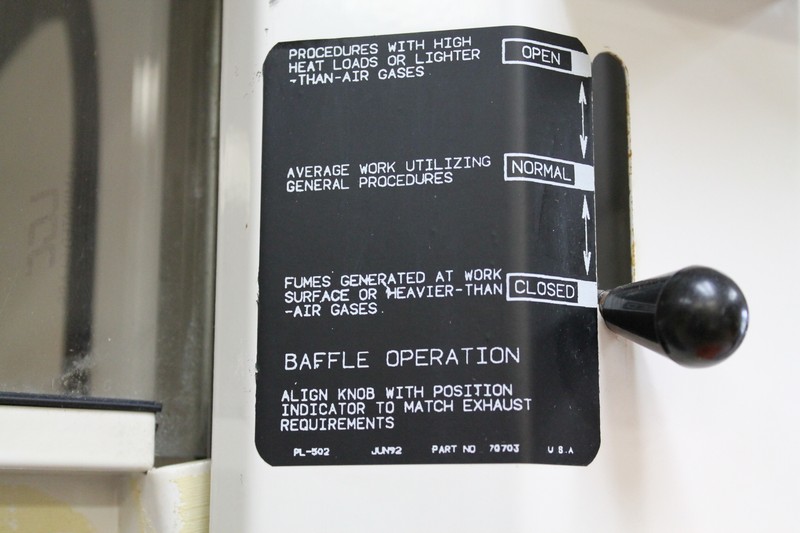 PROCEDURES WITH HIGH
HEAT LOADS OR LIGHTER
-THAN-AIR GASES
OPEN
AVERAGE WORK UTILIZING
GENERAL PROCEDURES
NORMAL
FUMES GENERATED AT WORK
SURFACE OR HEAVIER-THAN
-AIR GASES.
CLOSED
BAFFLE OPERATION
ALIGN KNOB WITH POSITION
INDICATOR TO MATCH EXHAUST
REQUIREMENTS
PL-502 JUN92 PART NO 70703 U S.A